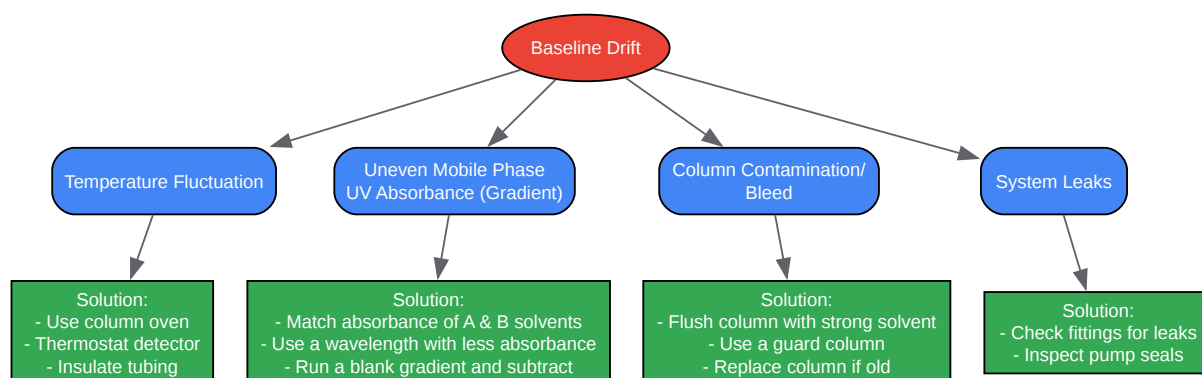 Baseline Drift
Temperature Fluctuation
Uneven Mobile Phase
UV Absorbance (Gradient)
Column Contamination/
Bleed
System Leaks
Solution:
- Use column oven
- Thermostat detector
- Insulate tubing
Solution:
- Match absorbance of A & B solvents
- Use a wavelength with less absorbance
- Run a blank gradient and subtract
Solution:
- Flush column with strong solvent
- Use a guard column
- Replace column if old
Solution:
- Check fittings for leaks
- Inspect pump seals